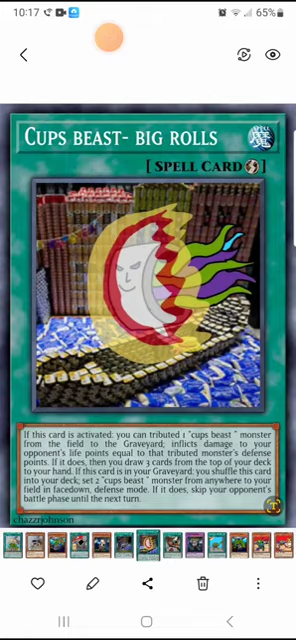 10:17 65%
CUPS BEAST- BIG ROLLS
[ SPELL CARD ]
If this card is activated: you can tributed 1 "cups beast " monster
from the field to the Graveyard; inflicts damage to your
opponent's life points equel to that tributed monster's defense
points. If it does, then you draw 3 cards from the top of your deck
to your hand. If this card is in your Graveyard; you shuffle this card
into your deck; set 2 "cups beast " monster from anywhere to your
field in facedown, defense mode. If it does, skip your opponent's
battle phase until the next turn.
chazzrjohnson